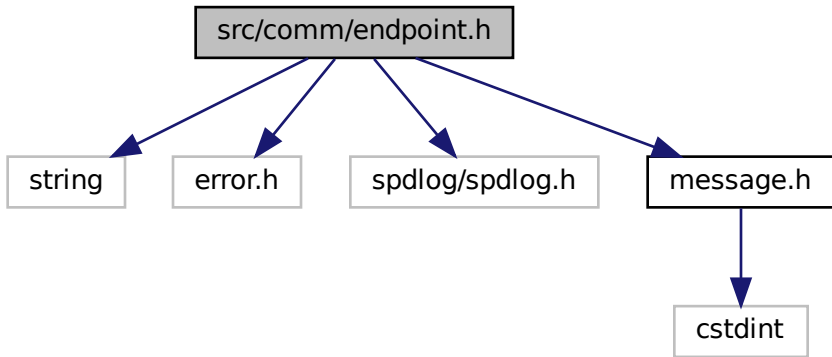 src/comm/endpoint.h
string
error.h
spdlog/spdlog.h
message.h
cstdint